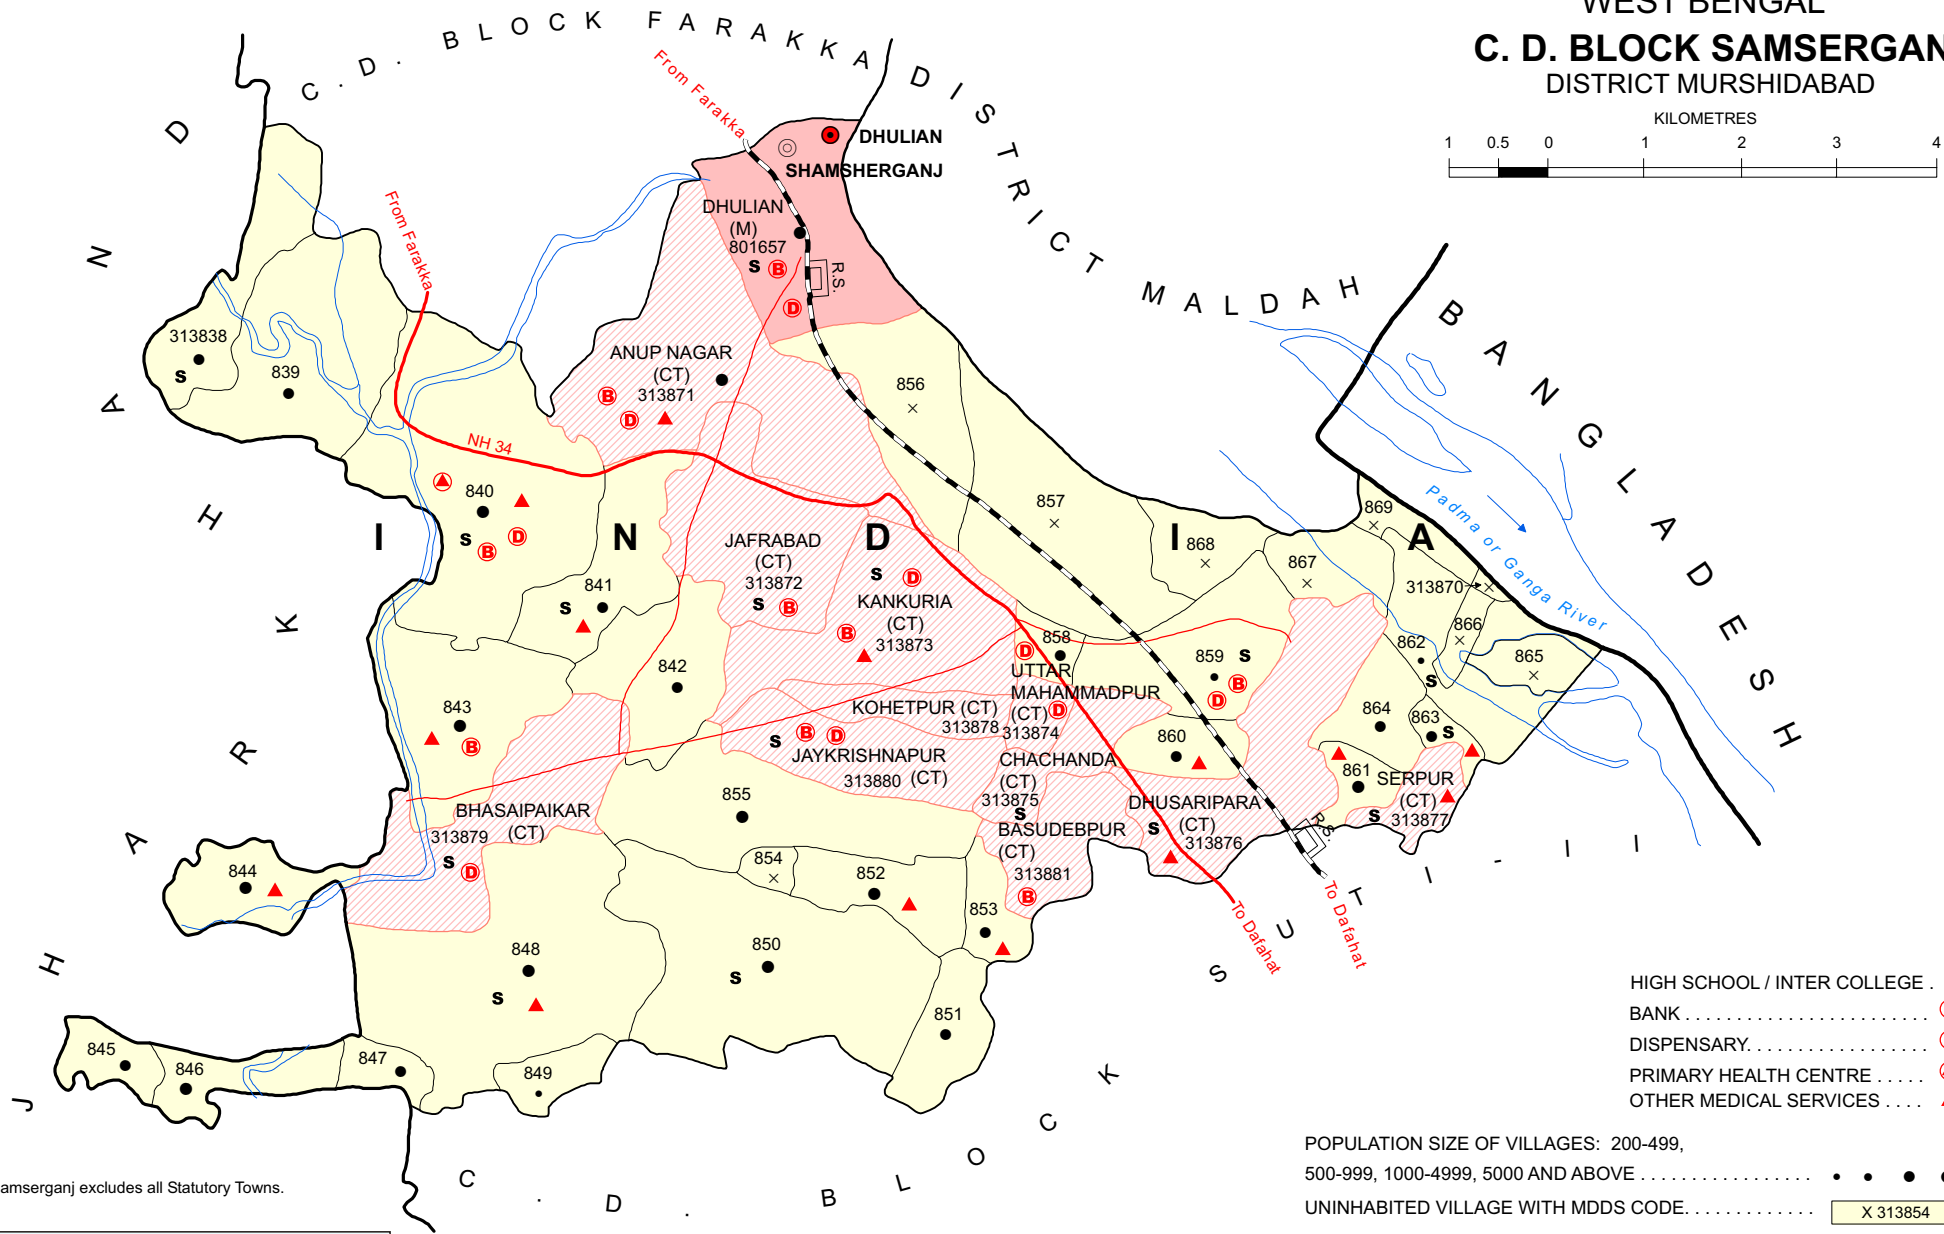 WEST BENGAL
C. D. BLOCK SAMSERGAN
DISTRICT MURSHIDABAD
KILOMETRES
1 0.5 0 1 2 3 4
C. D. BLOCK FARAKKA
DISTRICT MALDAH
BANGLADESH
JHARKHAND
INDIA
From Farakka
From Farakka
DHULIAN
SHAMSHERGANJ
DHULIAN
(M)
801657
S B
D
R.S.
313838
S
839
ANUP NAGAR
(CT)
313871
B
D
NH 34
840
S
B
D
856
857
868
867
869
313870
866
865
862
S
Padma or Ganga River
JAFRABAD
(CT)
313872
S B
S D
KANKURIA
(CT)
313873
B
841
S
842
843
B
858
D
UTTAR
MAHAMMADPUR
(CT) D
313874
859 S
B
D
KOHETPUR (CT)
313878
S B D
JAYKRISHNAPUR
313880 (CT)
860
864
863
S
861
SERPUR
(CT)
313877
S
CHACHANDA
(CT)
313875
S
DHUSARIPARA
(CT)
313876
S
R.S.
BASUDEBPUR
(CT)
313881
B
BHASAIPAIKAR
(CT)
313879
S
D
855
854
852
853
844
848
S
850
S
851
845
846
847
849
To Dafahat
To Dafahat
C. D. BLOCK SUTI - II
HIGH SCHOOL / INTER COLLEGE .
BANK . . . . . . . . . . . . . . . . . . . . . . . .
DISPENSARY. . . . . . . . . . . . . . . . . .
PRIMARY HEALTH CENTRE . . . . .
OTHER MEDICAL SERVICES . . . .
POPULATION SIZE OF VILLAGES: 200-499,
500-999, 1000-4999, 5000 AND ABOVE . . . . . . . . . . . . . . . . .
UNINHABITED VILLAGE WITH MDDS CODE. . . . . . . . . . . . .
X 313854
amserganj excludes all Statutory Towns.